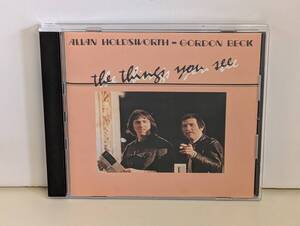 ALLAN HOLDSWORTH - GORDON BECK
the things you see